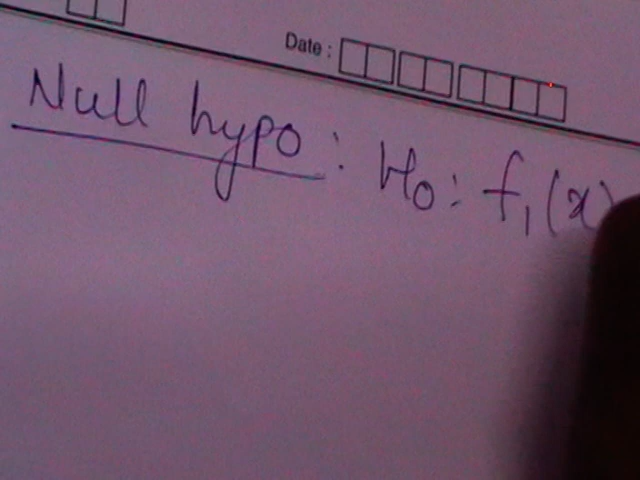 Date :
Null hypo : H₀ : f₁(x)